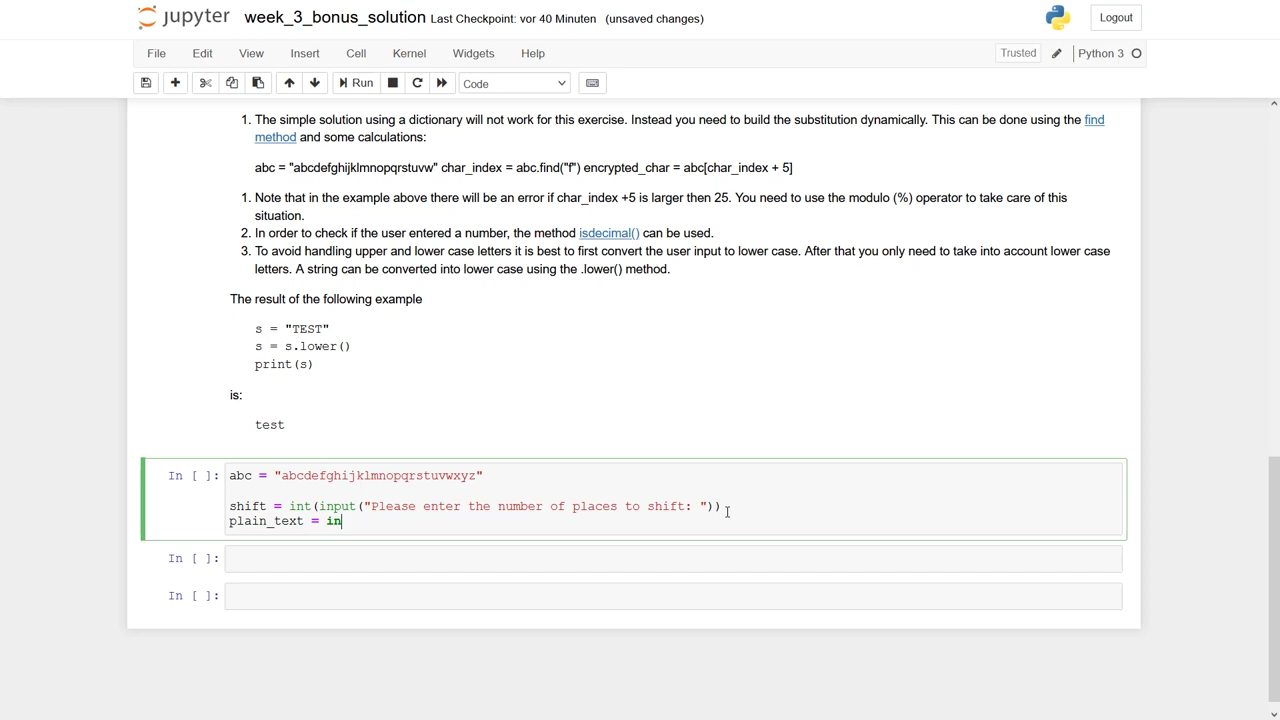 jupyter week_3_bonus_solution Last Checkpoint: vor 40 Minuten (unsaved changes) Logout
File Edit View Insert Cell Kernel Widgets Help Trusted Python 3
Run Code
1. The simple solution using a dictionary will not work for this exercise. Instead you need to build the substitution dynamically. This can be done using the find
method and some calculations:
abc = "abcdefghijklmnopqrstuvw" char_index = abc.find("f") encrypted_char = abc[char_index + 5]
1. Note that in the example above there will be an error if char_index +5 is larger then 25. You need to use the modulo (%) operator to take care of this
situation.
2. In order to check if the user entered a number, the method isdecimal() can be used.
3. To avoid handling upper and lower case letters it is best to first convert the user input to lower case. After that you only need to take into account lower case
letters. A string can be converted into lower case using the .lower() method.
The result of the following example
s = "TEST"
s = s.lower()
print(s)
is:
test
In [ ]: abc = "abcdefghijklmnopqrstuvwxyz"
shift = int(input("Please enter the number of places to shift: "))
plain_text = in
In [ ]:
In [ ]: